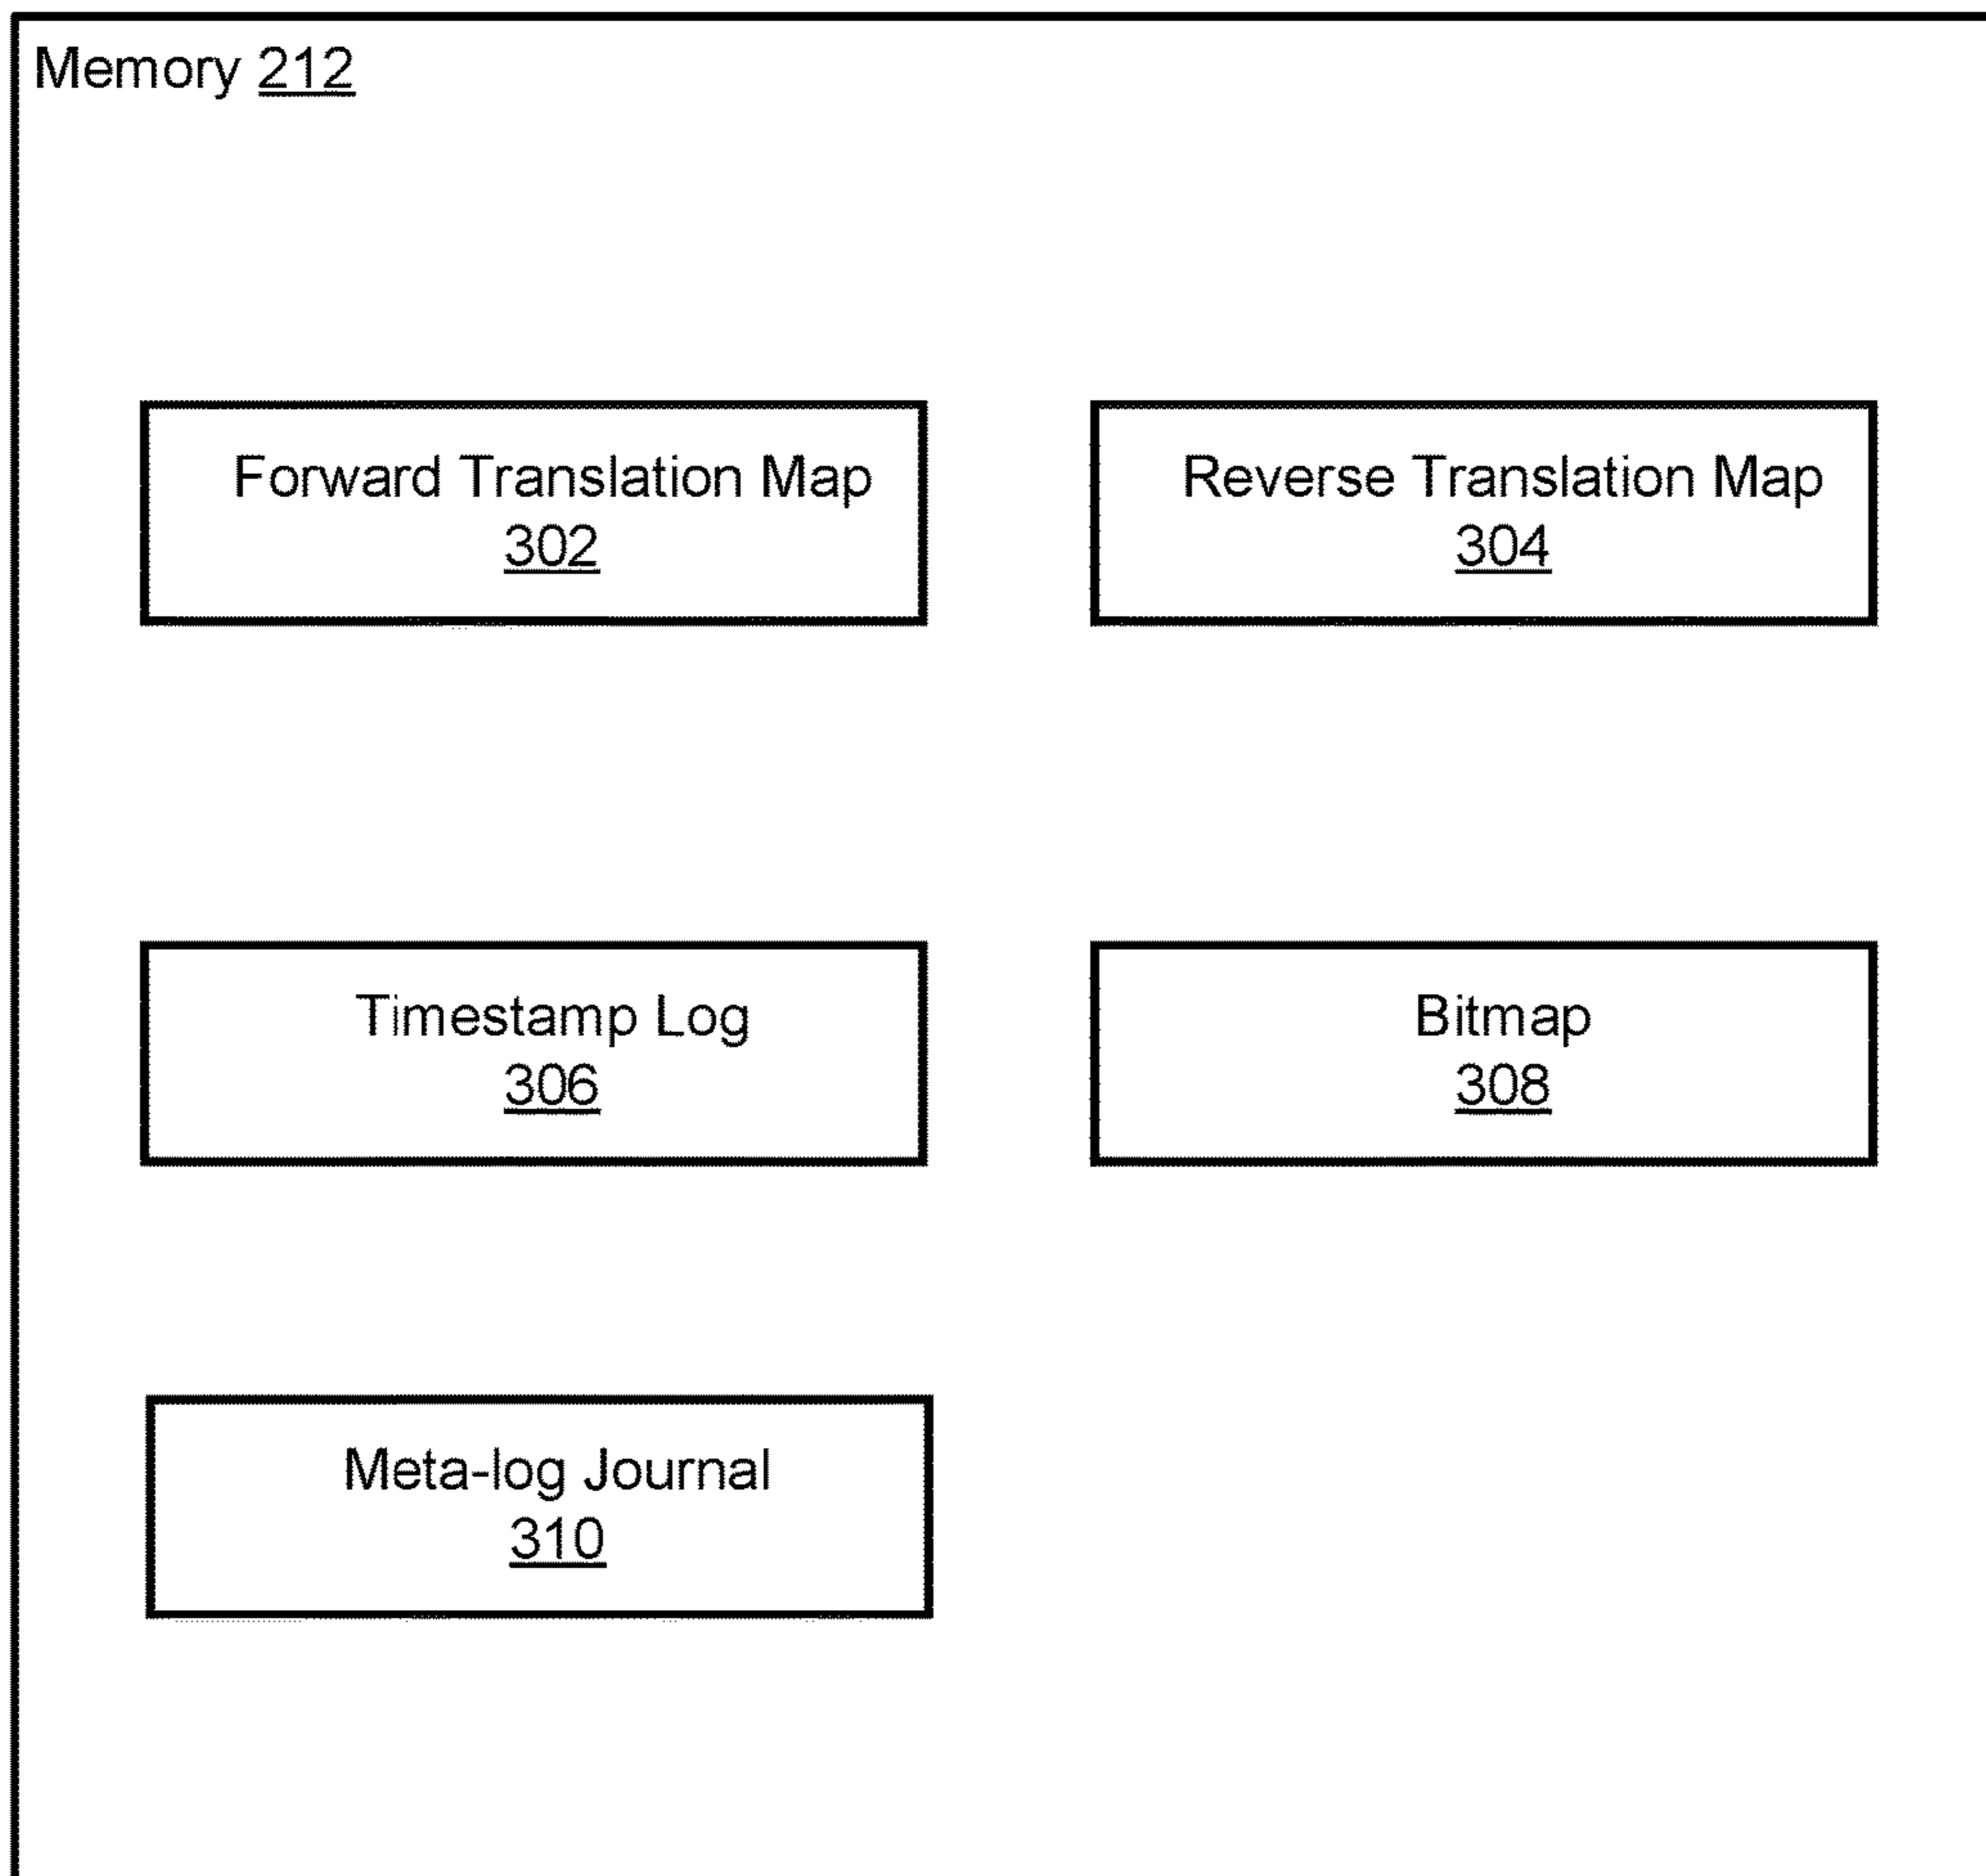 Memory 212
Forward Translation Map
302
Reverse Translation Map
304
Timestamp Log
306
Bitmap
308
Meta-log Journal
310